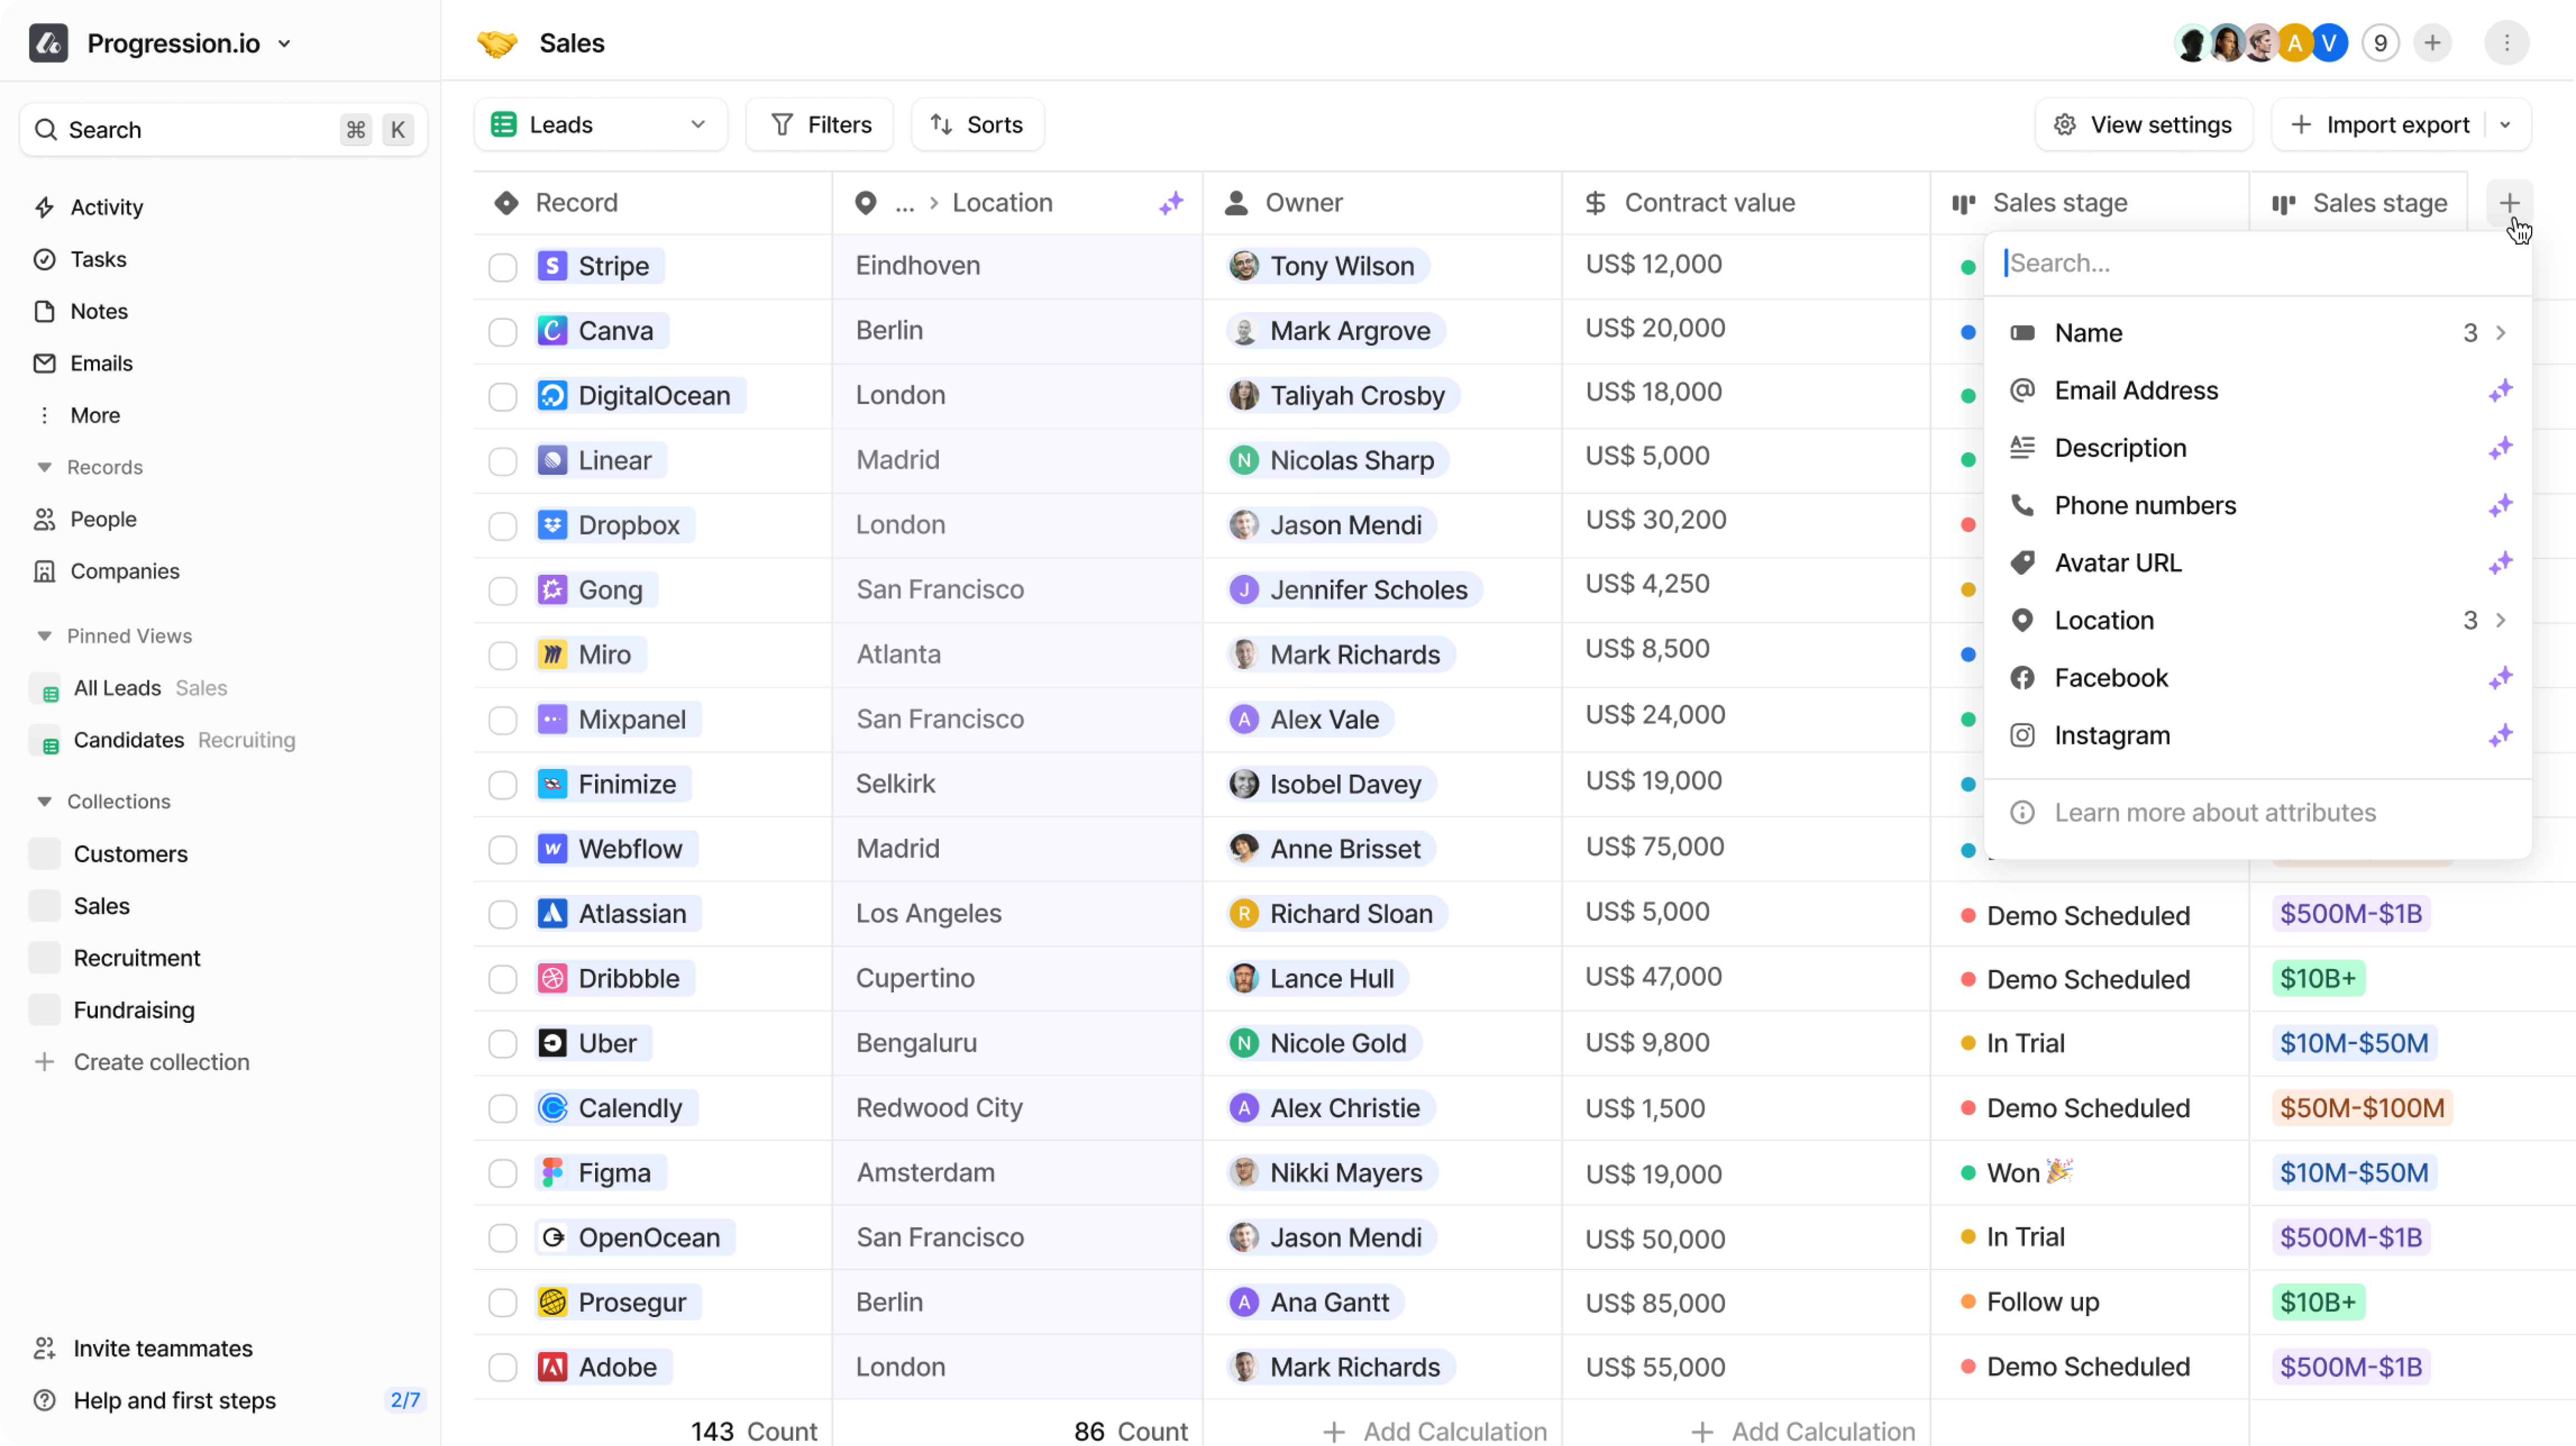 Progression.io
Sales
A
V
9
Search ⌘ K
Leads
Filters
Sorts
View settings
Import export
Activity
Tasks
Notes
Emails
More
Records
People
Companies
Pinned Views
All Leads Sales
Candidates Recruiting
Collections
Customers
Sales
Recruitment
Fundraising
Create collection
Invite teammates
Help and first steps 2/7
Record ... > Location Owner Contract value Sales stage Sales stage
S Stripe Eindhoven Tony Wilson US$ 12,000
C Canva Berlin Mark Argrove US$ 20,000
DigitalOcean London Taliyah Crosby US$ 18,000
Linear Madrid N Nicolas Sharp US$ 5,000
Dropbox London Jason Mendi US$ 30,200
Gong San Francisco J Jennifer Scholes US$ 4,250
Miro Atlanta Mark Richards US$ 8,500
Mixpanel San Francisco A Alex Vale US$ 24,000
Finimize Selkirk Isobel Davey US$ 19,000
W Webflow Madrid Anne Brisset US$ 75,000
Atlassian Los Angeles R Richard Sloan US$ 5,000 Demo Scheduled $500M-$1B
Dribbble Cupertino Lance Hull US$ 47,000 Demo Scheduled $10B+
Uber Bengaluru N Nicole Gold US$ 9,800 In Trial $10M-$50M
Calendly Redwood City A Alex Christie US$ 1,500 Demo Scheduled $50M-$100M
Figma Amsterdam Nikki Mayers US$ 19,000 Won 🎉 $10M-$50M
OpenOcean San Francisco Jason Mendi US$ 50,000 In Trial $500M-$1B
Prosegur Berlin A Ana Gantt US$ 85,000 Follow up $10B+
Adobe London Mark Richards US$ 55,000 Demo Scheduled $500M-$1B
143 Count 86 Count + Add Calculation + Add Calculation
Search...
Name 3
Email Address
Description
Phone numbers
Avatar URL
Location 3
Facebook
Instagram
Learn more about attributes